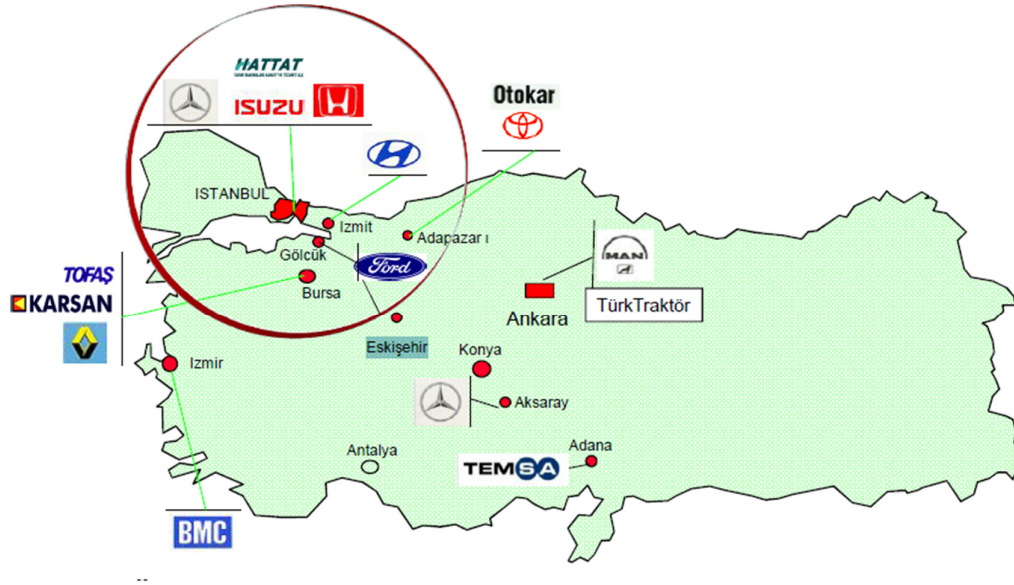 HATTAT
ISUZU
Otokar
ISTANBUL
Izmit
Adapazar ı
Gölcük
Ford
MAN
TOFAŞ
KARSAN
Bursa
Ankara
TürkTraktör
Eskişehir
Konya
Izmir
Aksaray
Antalya
Adana
TEMSA
BMC